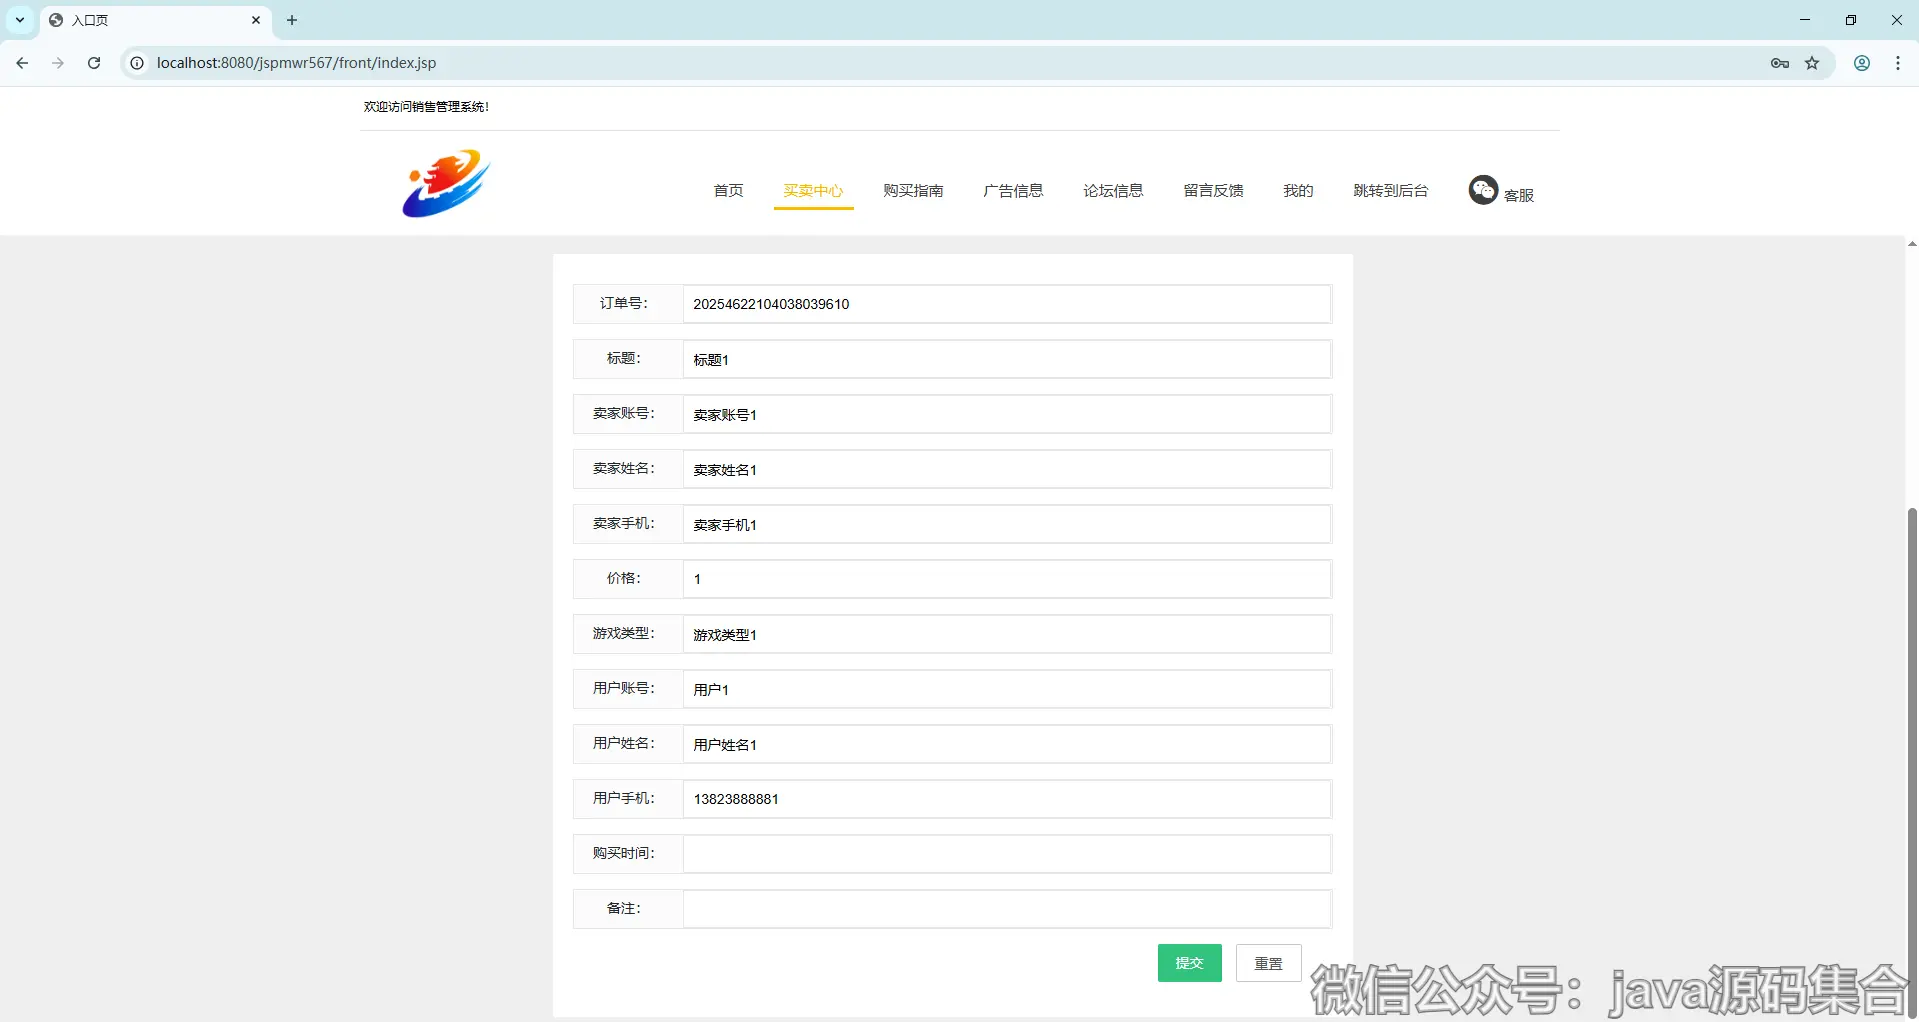 入口页
localhost:8080/jspmwr567/front/index.jsp
欢迎访问销售管理系统!
首页 买卖中心 购买指南 广告信息 论坛信息 留言反馈 我的 跳转到后台 客服
订单号: 20254622104038039610
标题: 标题1
卖家账号: 卖家账号1
卖家姓名: 卖家姓名1
卖家手机: 卖家手机1
价格: 1
游戏类型: 游戏类型1
用户账号: 用户1
用户姓名: 用户姓名1
用户手机: 13823888881
购买时间:
备注:
提交 重置
微信公众号：java源码集合